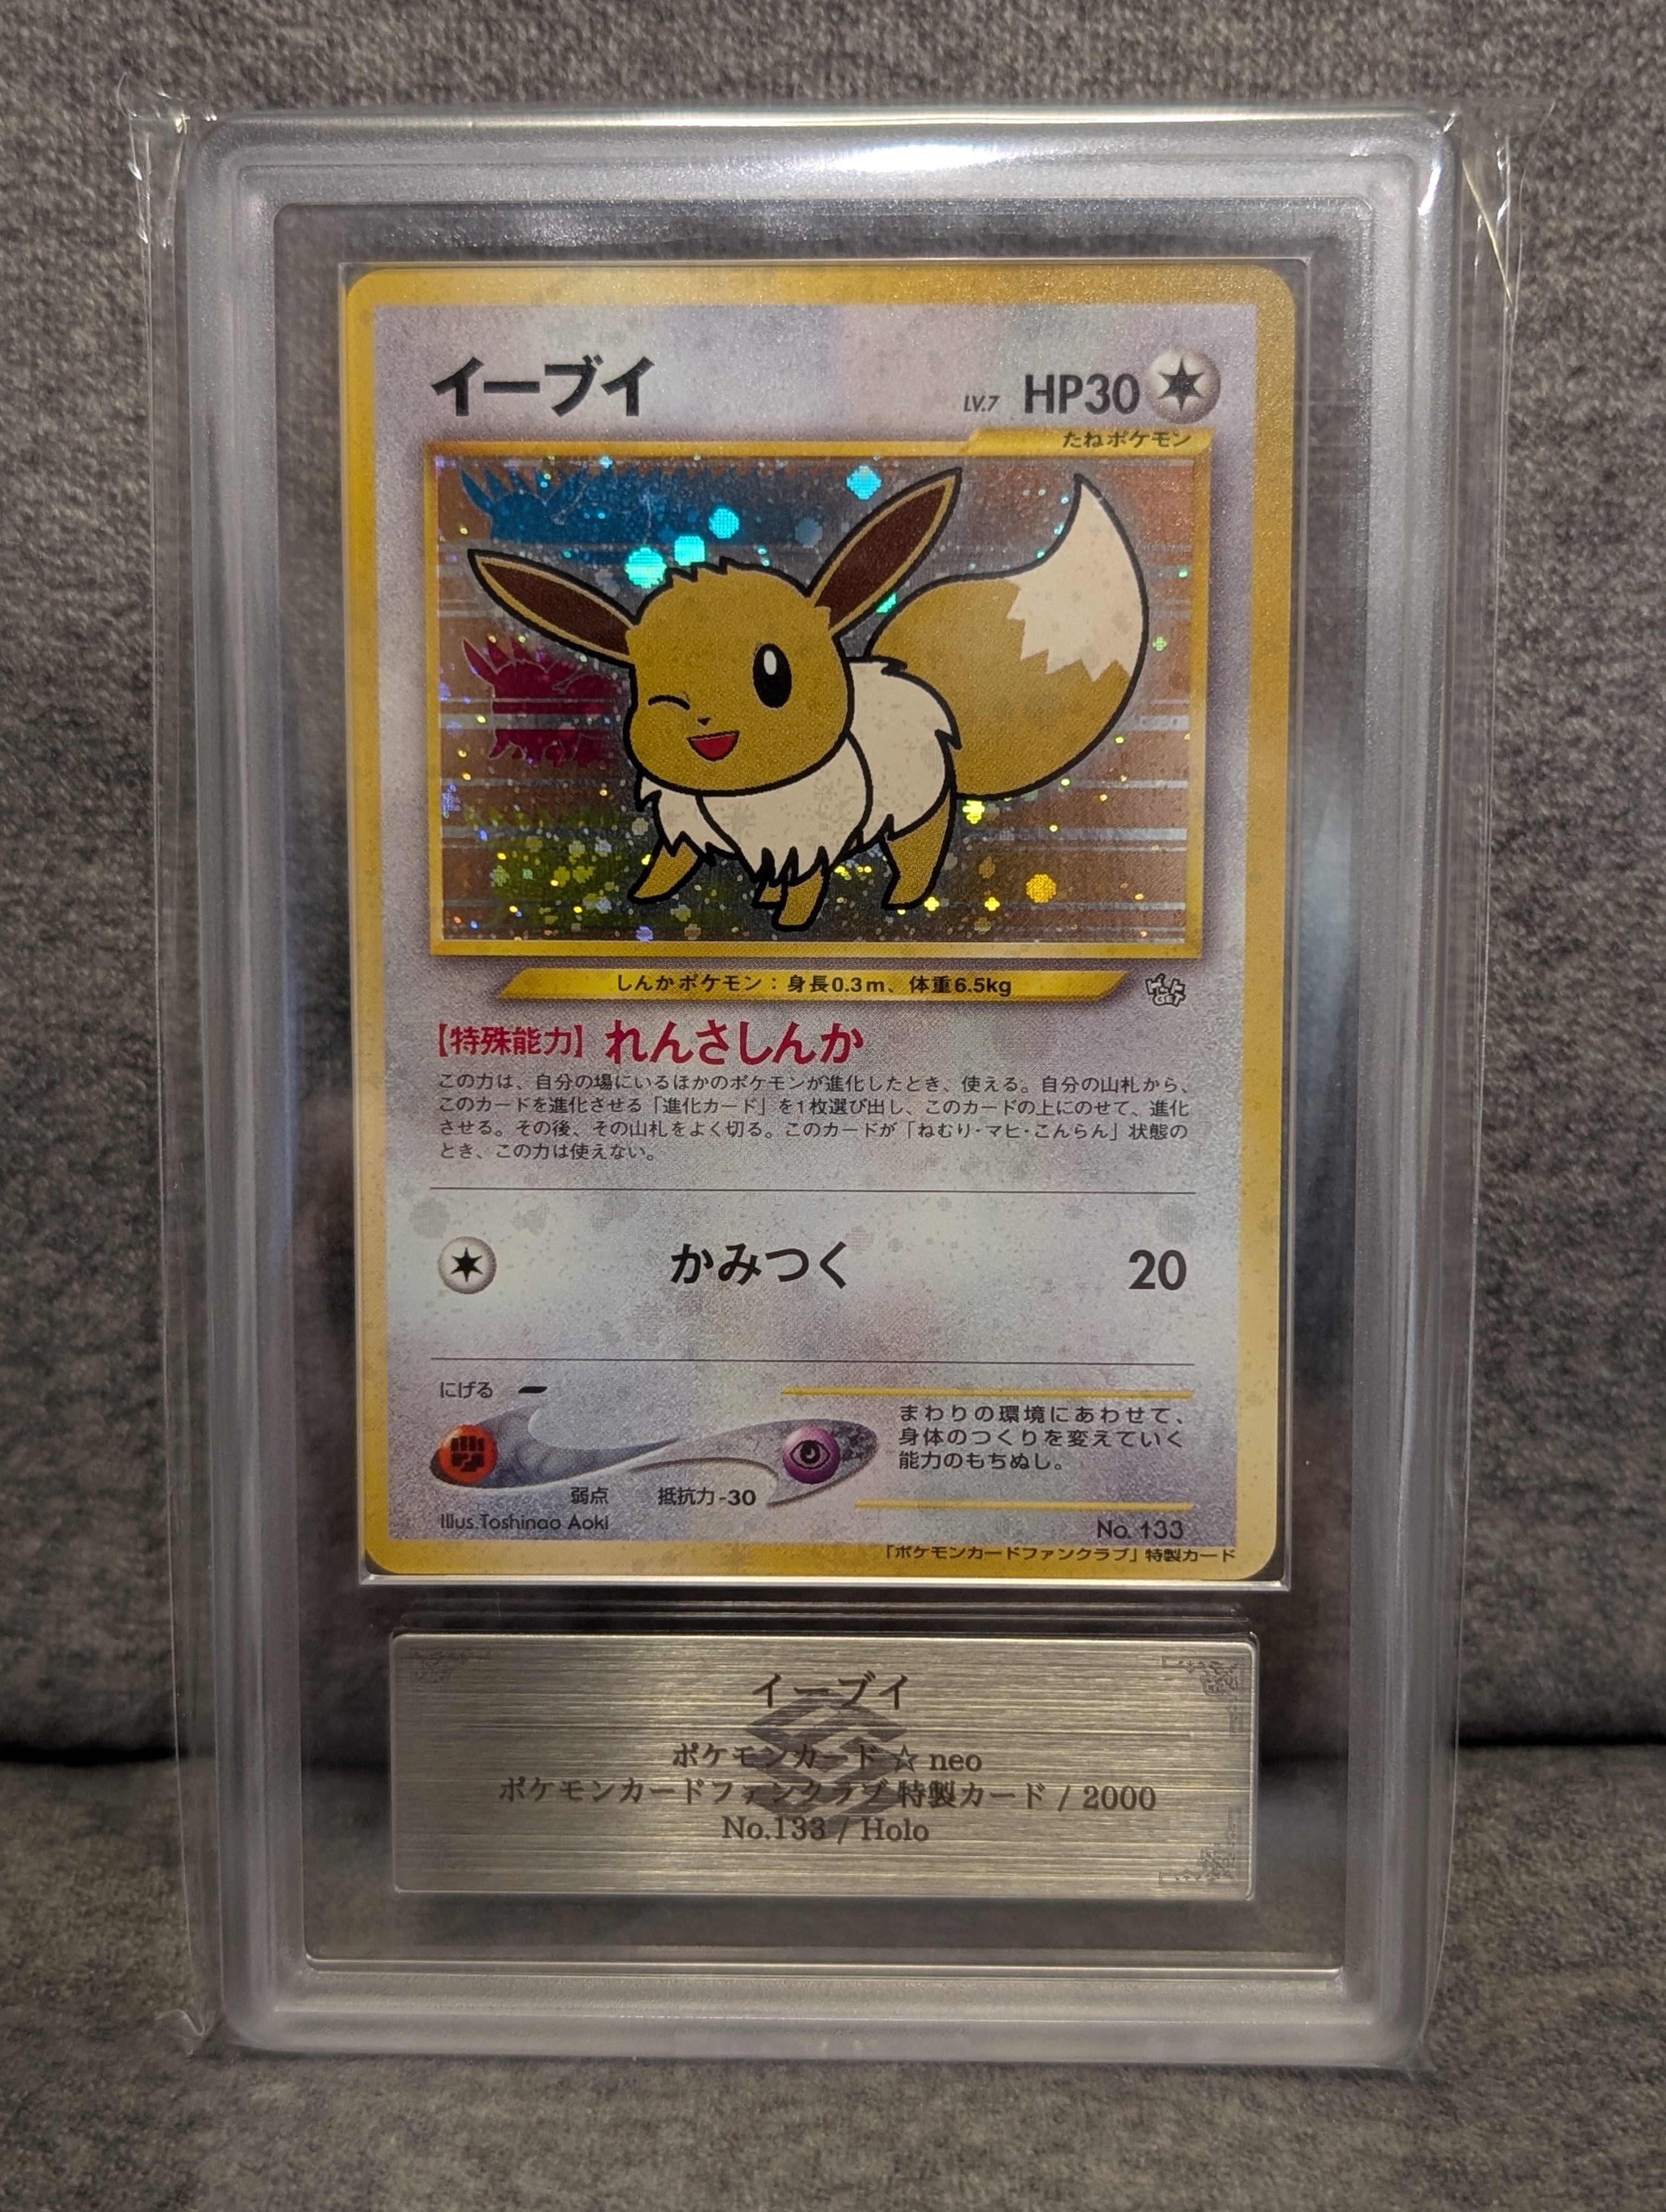 イーブイ
LV.7 HP30
たねポケモン
しんかポケモン：身長0.3m、体重6.5kg
【特殊能力】れんさしんか
この力は、自分の場にいるほかのポケモンが進化したとき、使える。自分の山札から、
このカードを進化させる「進化カード」を1枚選び出し、このカードの上にのせて、進化
させる。その後、その山札をよく切る。このカードが「ねむり・マヒ・こんらん」状態の
とき、この力は使えない。
かみつく 20
にげる
弱点 抵抗力-30
まわりの環境にあわせて、
身体のつくりを変えていく
能力のもちぬし。
Illus.Toshinao Aoki
No. 133
「ポケモンカードファンクラブ」特製カード
イーブイ
ポケモンカード ☆ neo
ポケモンカードファンクラブ 特製カード / 2000
No.133 / Holo